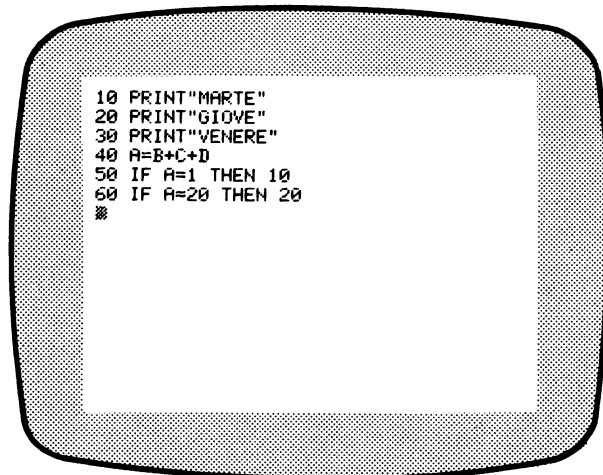 10 PRINT"MARTE"
20 PRINT"GIOVE"
30 PRINT"VENERE"
40 A=B+C+D
50 IF A=1 THEN 10
60 IF A=20 THEN 20